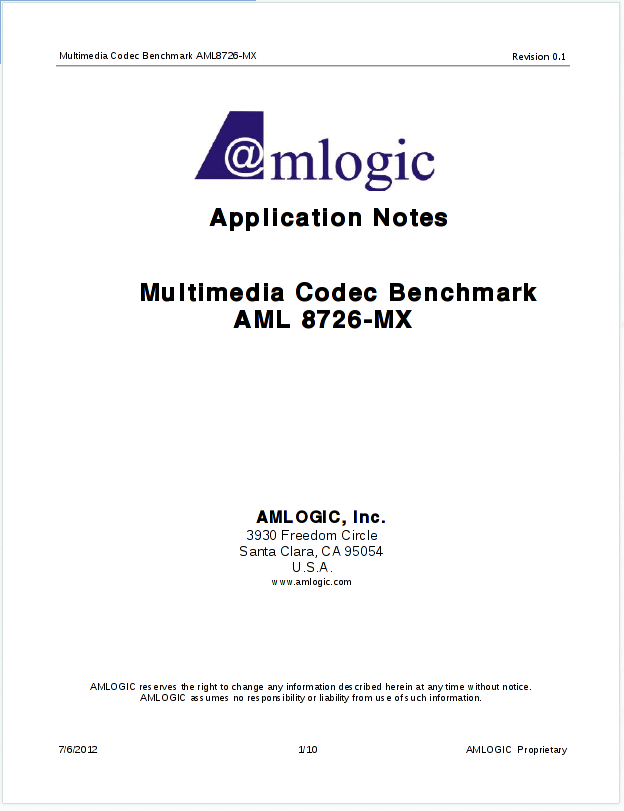 Multimedia Codec Benchmark AML8726-MX Revision 0.1
@mlogic
Application Notes
Multimedia Codec Benchmark
AML 8726-MX
AMLOGIC, Inc.
3930 Freedom Circle
Santa Clara, CA 95054
U.S.A.
www.amlogic.com
AMLOGIC reserves the right to change any information described herein at any time without notice.
AMLOGIC assumes no responsibility or liability from use of such information.
7/6/2012 1/10 AMLOGIC Proprietary